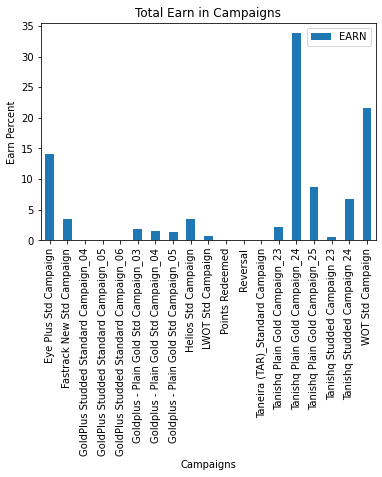 Total Earn in Campaigns
EARN
Earn Percent
35
30
25
20
15
10
5
0
Eye Plus Std Campaign
Fastrack New Std Campaign
GoldPlus Studded Standard Campaign_04
GoldPlus Studded Standard Campaign_05
GoldPlus Studded Standard Campaign_06
Goldplus - Plain Gold Std Campaign_03
Goldplus - Plain Gold Std Campaign_04
Goldplus - Plain Gold Std Campaign_05
Helios Std Campaign
LWOT Std Campaign
Points Redeemed
Reversal
Taneira (TAR)_Standard Campaign
Tanishq Plain Gold Campaign_23
Tanishq Plain Gold Campaign_24
Tanishq Plain Gold Campaign_25
Tanishq Studded Campaign 23
Tanishq Studded Campaign 24
WOT Std Campaign
Campaigns